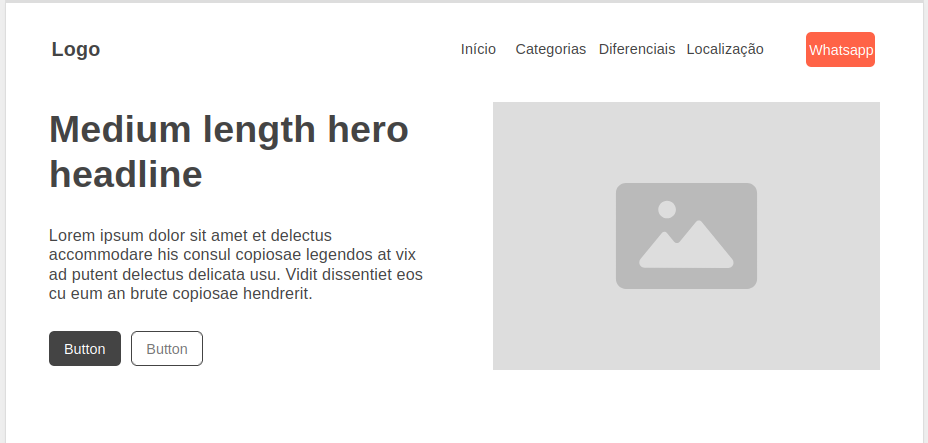 Logo
Início Categorias Diferenciais Localização Whatsapp
Medium length hero
headline
Lorem ipsum dolor sit amet et delectus
accommodare his consul copiosae legendos at vix
ad putent delectus delicata usu. Vidit dissentiet eos
cu eum an brute copiosae hendrerit.
Button Button